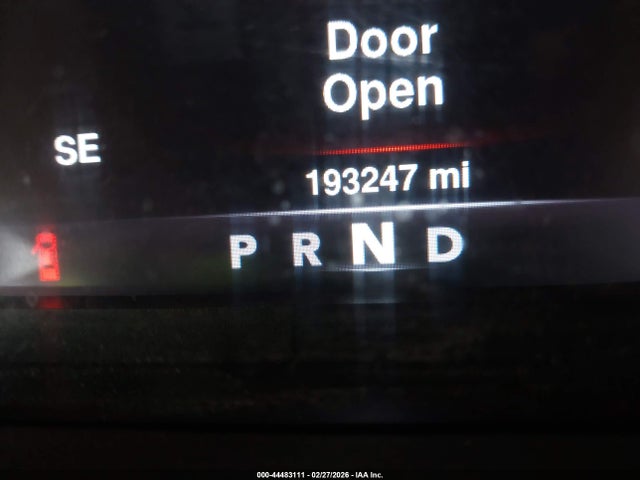 Door
Open
SE
193247 mi
P R N D
000-44483111 - 02/27/2026 - IAA Inc.